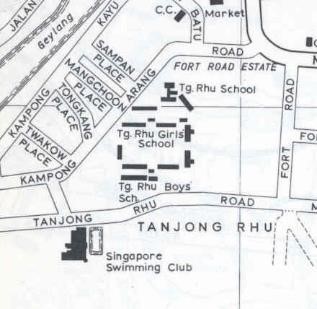 JALAN
Geylang
KAYU
C.C.
BATU
Market
ROAD
FORT ROAD ESTATE
SAMPAN
PLACE
MANGCHOON
PLACE
TONGKANG
PLACE
TWAKOW
PLACE
KAMPONG
ARANG
KAMPONG
Tg. Rhu School
Tg. Rhu Girls'
School
Tg. Rhu Boys'
Sch.
FORT
ROAD
TANJONG
RHU
ROAD
TANJONG RHU
Singapore
Swimming Club